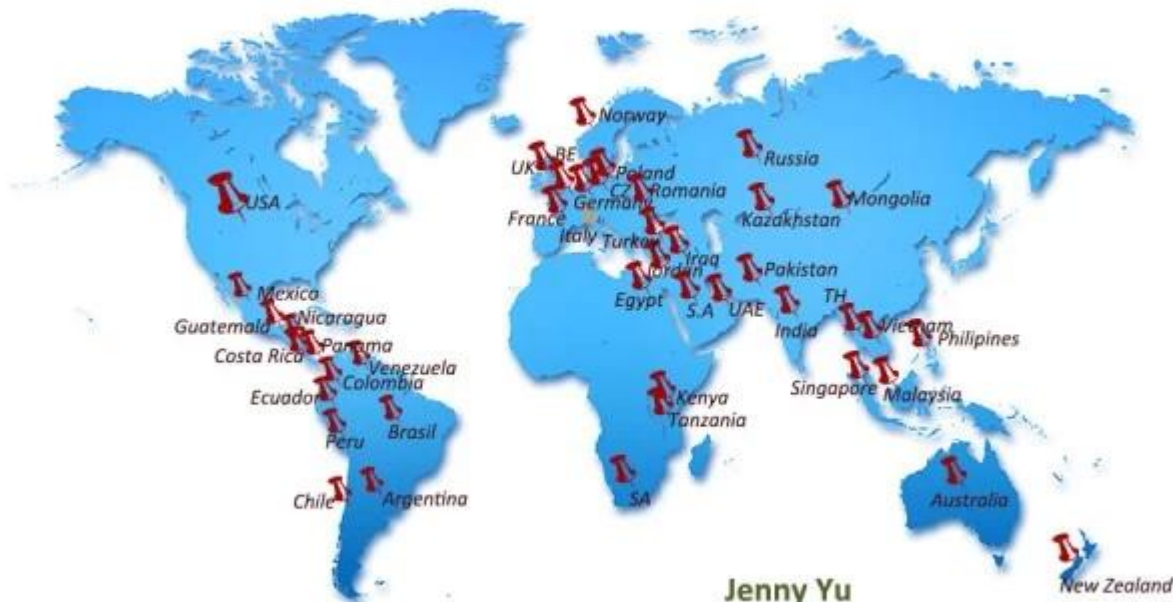 Norway
UK
BE
Poland
Russia
CZ
Romania
USA
Germany
France
Kazakhstan
Mongolia
Italy
Turkey
Iraq
Jordan
Pakistan
Egypt
S.A
UAE
Mexico
TH
India
Guatemala
Nicaragua
Vietnam
Philipines
Costa Rica
Panama
Venezuela
Colombia
Singapore
Malaysia
Ecuador
Kenya
Tanzania
Peru
Brasil
Chile
Argentina
SA
Australia
New Zealand
Jenny Yu